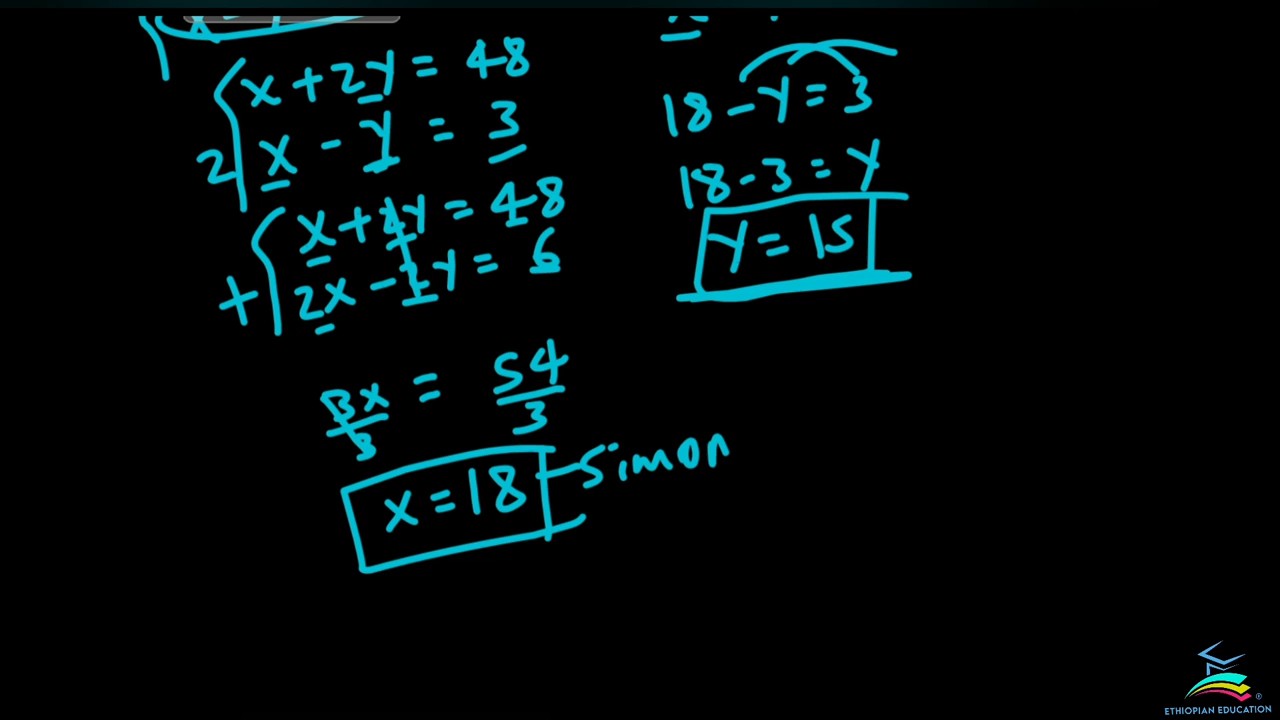 x + 2y = 48
2 x - y = 3
x + 2y = 48
+ 2x - 2y = 6
3x/3 = 54/3
x = 18 - Simon
18 - y = 3
18 - 3 = y
y = 15
ETHIOPIAN EDUCATION